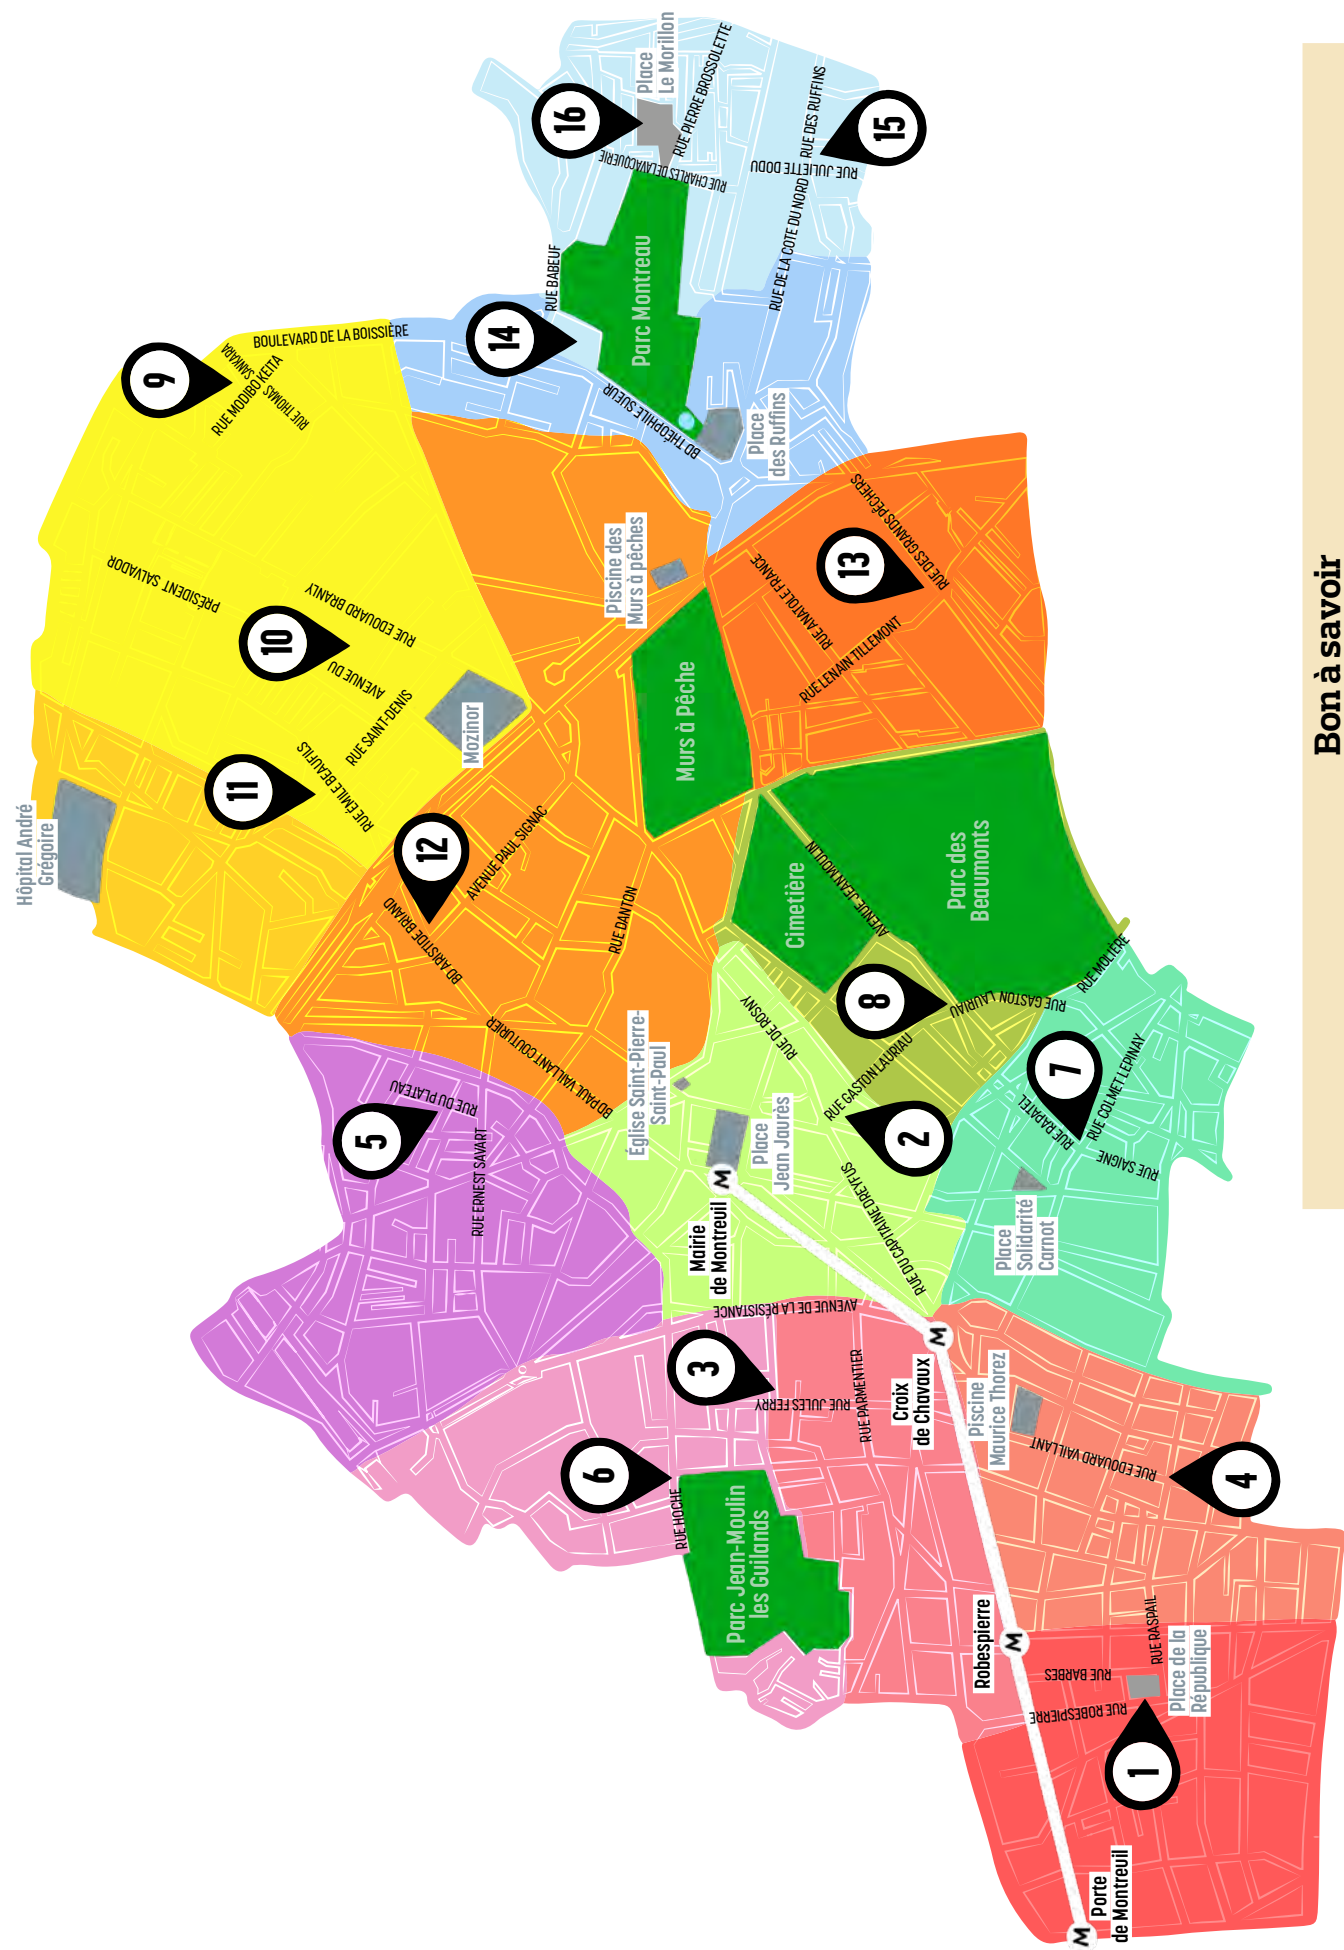 Hôpital André
Grégoire
PRÉSIDENT SALVADOR
9
RUE MODIBO KEITA
RUE THOMAS
SANKARA
BOULEVARD DE LA BOISSIÈRE
10
AVENUE DU
RUE EDOUARD BRANLY
11
RUE ÉMILE BEAUFILS
RUE SAINT-DENIS
Mozinor
12
BD ARISTIDE BRIAND
AVENUE PAUL SIGNAC
RUE DANTON
BD PAUL VAILLANT COUTURIER
Piscine des
Murs à pêches
Murs à Pêche
14
RUE BABEUF
BD THÉOPHILE SUEUR
Parc Montreau
16
Place
Le Morillon
RUE PIERRE BROSSOLETTE
RUE CHARLES DELAVACQUERIE
RUE JULIETTE DODU
RUE DES RUFFINS
15
RUE DE LA COTE DU NORD
Place
des Ruffins
13
RUE DES GRANDS PÊCHERS
RUE ANATOLE FRANCE
RUE LENAIN TILLEMONT
Cimetière
AVENUE JEAN MOULIN
Parc des
Beaumonts
8
RUE GASTON LAURIAU
RUE GASTON LAURIAU
RUE MOLIÈRE
5
RUE DU PLATEAU
RUE ERNEST SAVART
Église Saint-Pierre-
Saint-Paul
RUE DE ROSNY
Place
Jean Jaurès
2
RUE DU CAPITAINE DREYFUS
M
Mairie
de Montreuil
7
RUE RAPATEL
RUE COLMET LEPINAY
RUE SAIGNE
Place
Solidarité
Carnot
AVENUE DE LA RÉSISTANCE
3
RUE JULES FERRY
RUE PARMENTIER
6
RUE HOCHE
Parc Jean-Moulin
les Guilands
M
Croix
de Chavaux
Piscine
Maurice Thorez
RUE EDOUARD VAILLANT
4
Robespierre
M
RUE BARBES
RUE RASPAIL
RUE ROBESPIERRE
Place de la
République
1
M
Porte
de Montreuil
Bon à savoir